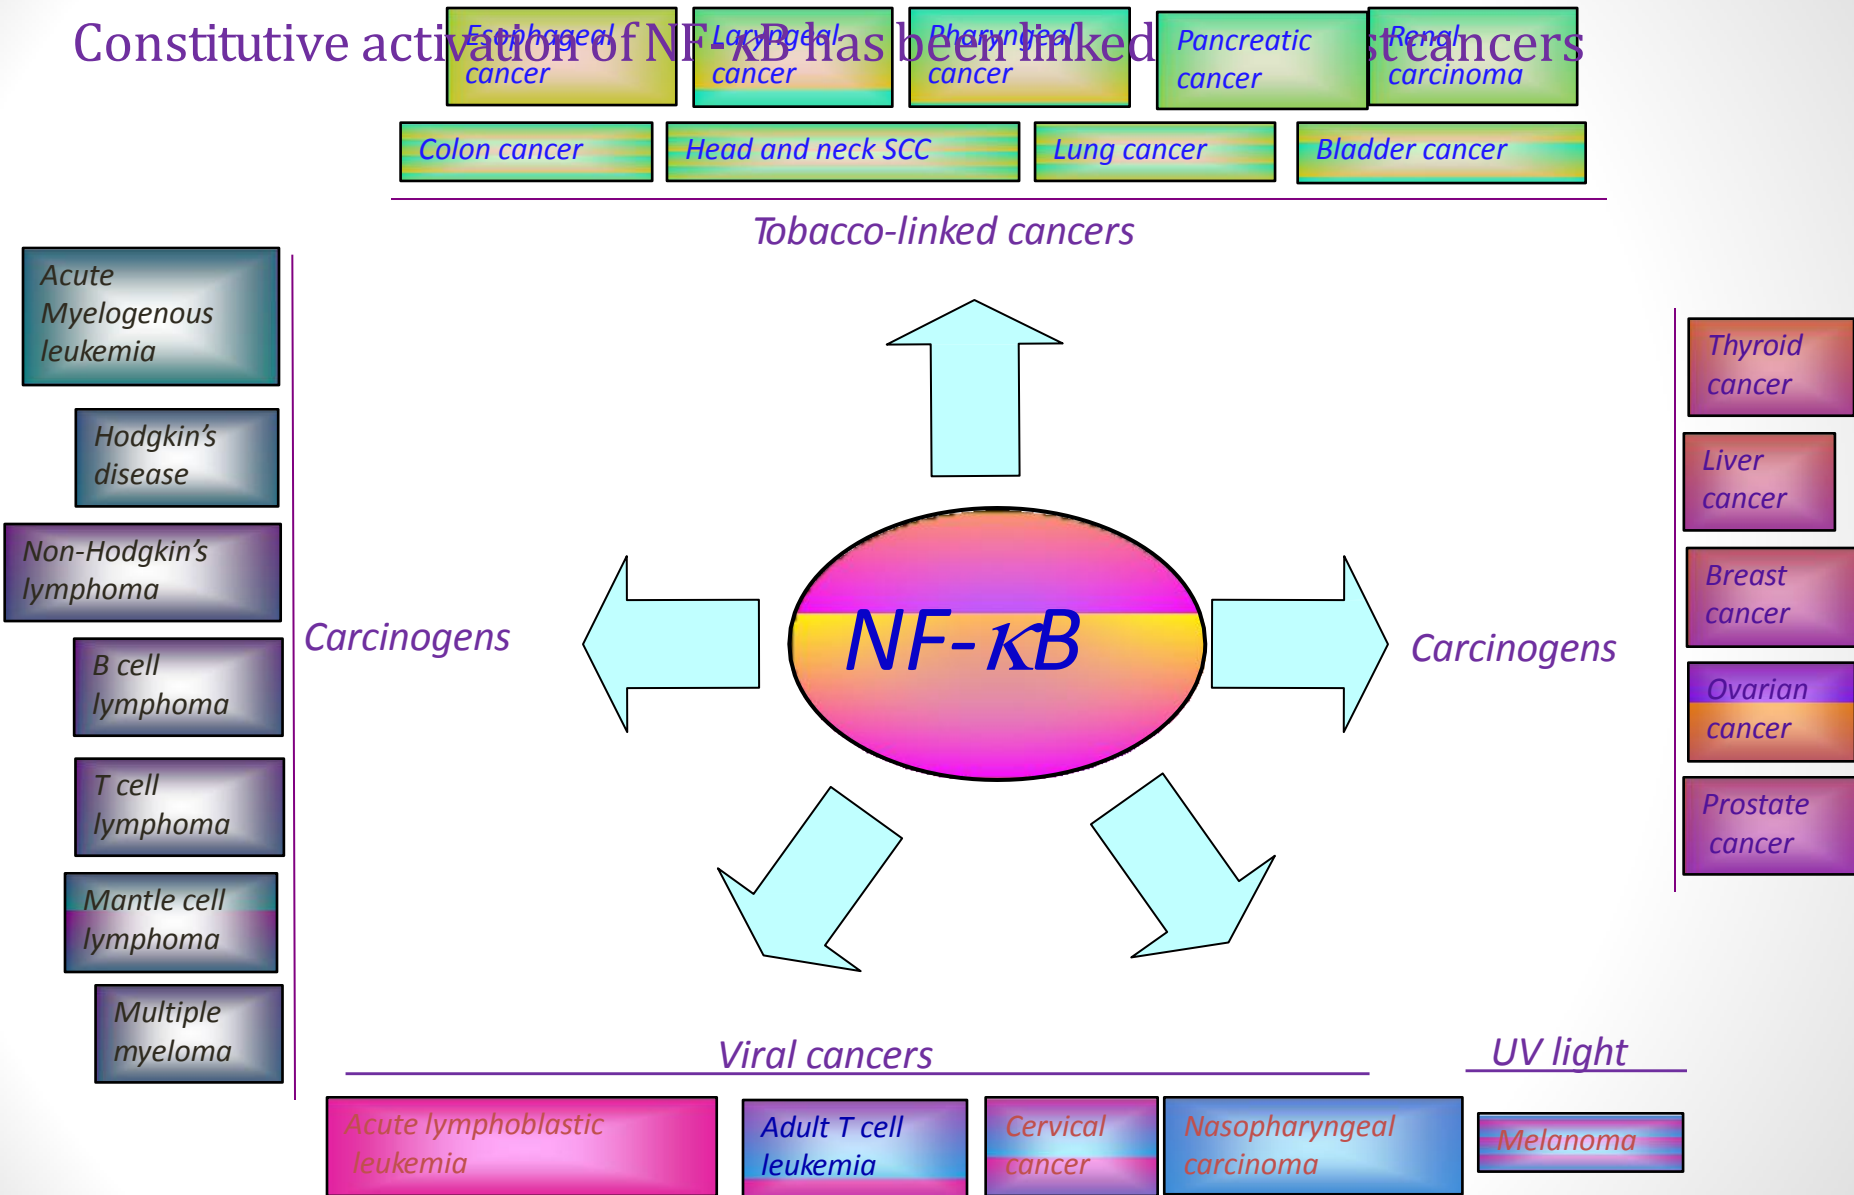 Constitutive activation of NF-κB has been linked st cancers
Esophageal
cancer
Laryngeal
cancer
Pharyngeal
cancer
Pancreatic
cancer
Renal
carcinoma
Colon cancer
Head and neck SCC
Lung cancer
Bladder cancer
Tobacco-linked cancers
Acute
Myelogenous
leukemia
Hodgkin’s
disease
Non-Hodgkin’s
lymphoma
B cell
lymphoma
T cell
lymphoma
Mantle cell
lymphoma
Multiple
myeloma
Carcinogens
NF-κB
Carcinogens
Thyroid
cancer
Liver
cancer
Breast
cancer
Ovarian
cancer
Prostate
cancer
Viral cancers
UV light
Acute lymphoblastic
leukemia
Adult T cell
leukemia
Cervical
cancer
Nasopharyngeal
carcinoma
Melanoma